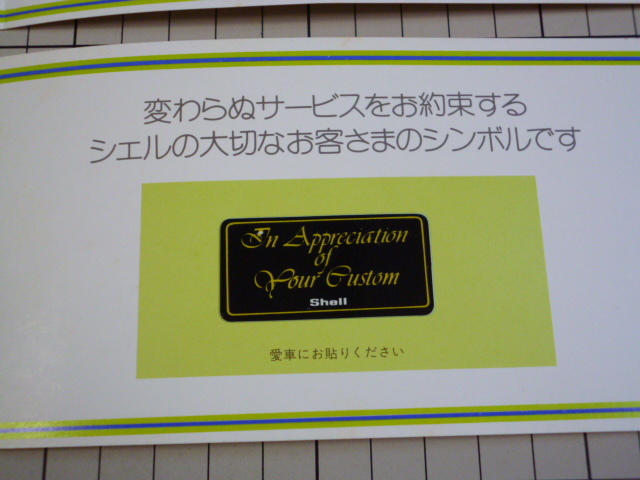 変わらぬサービスをお約束する
シエルの大切なお客さまのシンボルです
In Appreciation
of
Your Custom
Shell
愛車にお貼りください